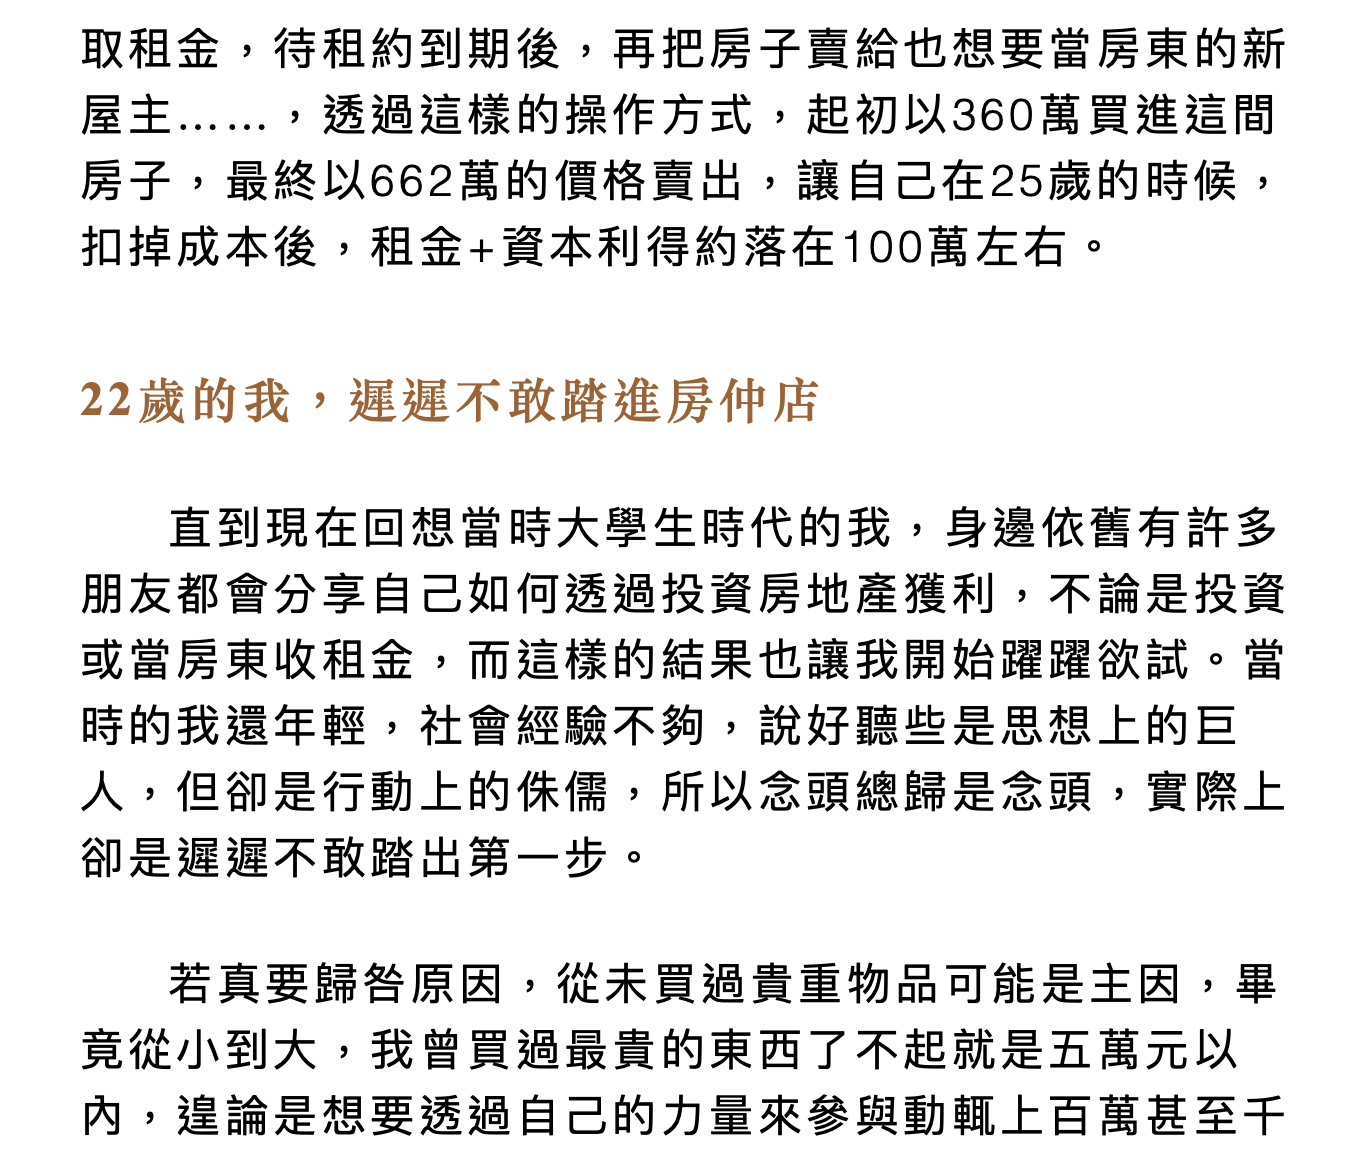 取租金，待租約到期後，再把房子賣給也想要當房東的新
屋主……，透過這樣的操作方式，起初以360萬買進這間
房子，最終以662萬的價格賣出，讓自己在25歲的時候，
扣掉成本後，租金+資本利得約落在100萬左右。
22歲的我，遲遲不敢踏進房仲店
直到現在回想當時大學生時代的我，身邊依舊有許多
朋友都會分享自己如何透過投資房地產獲利，不論是投資
或當房東收租金，而這樣的結果也讓我開始躍躍欲試。當
時的我還年輕，社會經驗不夠，說好聽些是思想上的巨
人，但卻是行動上的侏儒，所以念頭總歸是念頭，實際上
卻是遲遲不敢踏出第一步。
若真要歸咎原因，從未買過貴重物品可能是主因，畢
竟從小到大，我曾買過最貴的東西了不起就是五萬元以
內，遑論是想要透過自己的力量來參與動輒上百萬甚至千